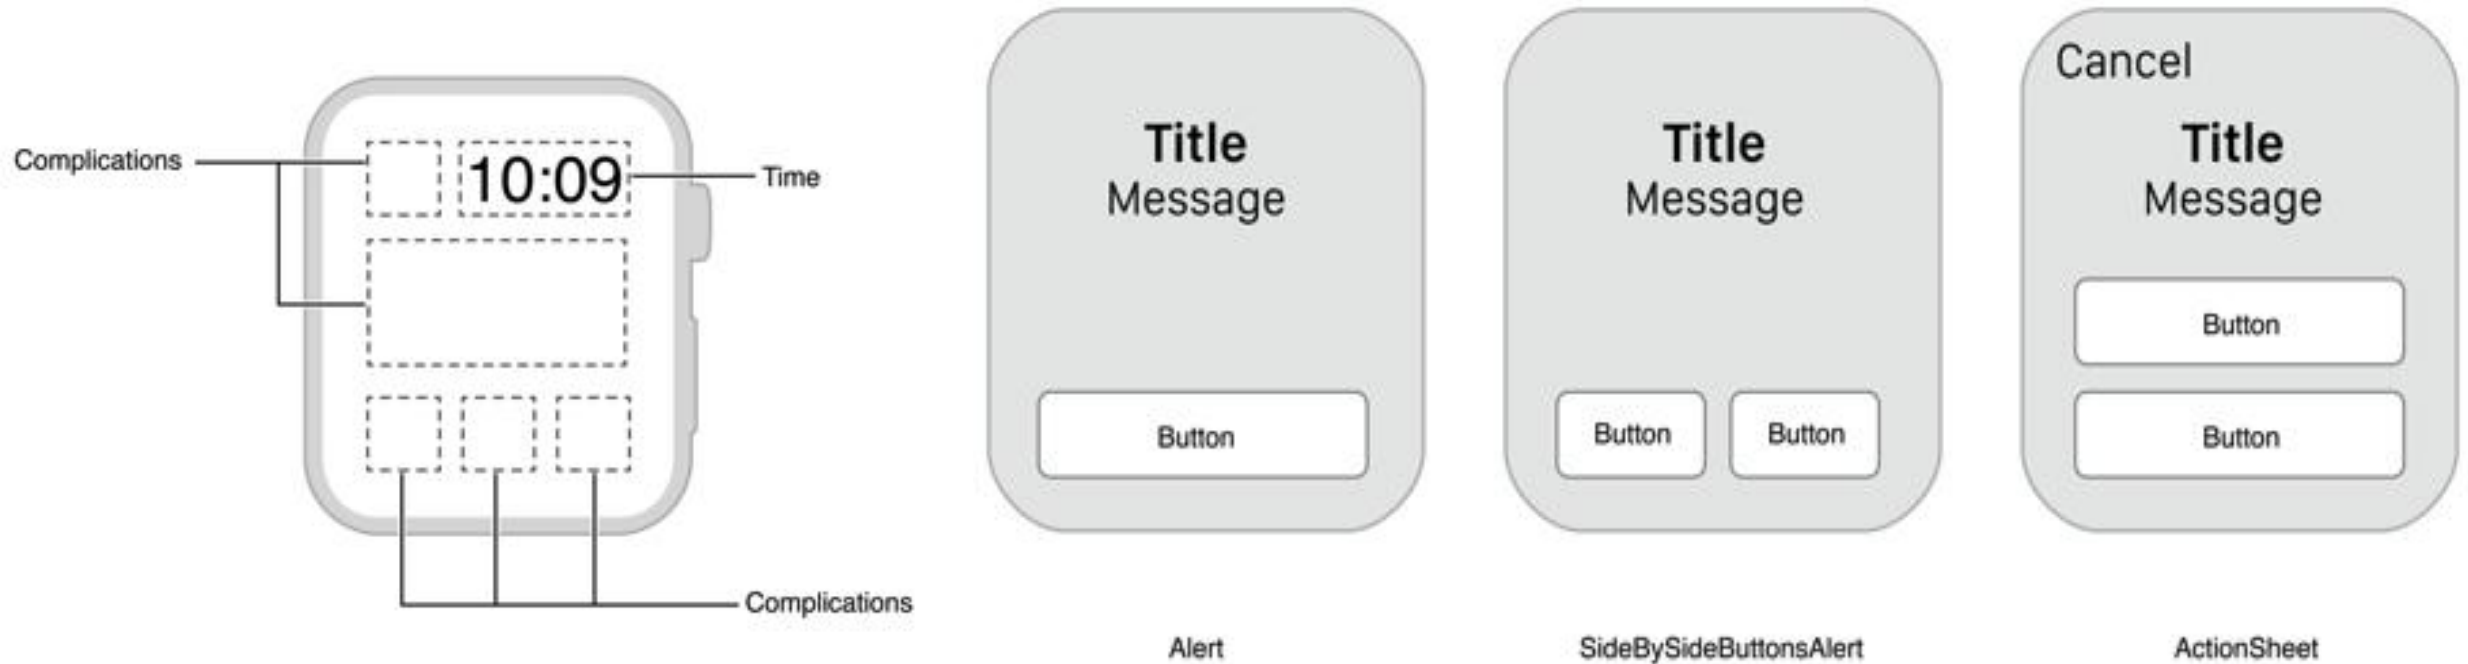 Complications
10:09
Time
Complications
Title
Message
Button
Alert
Title
Message
Button Button
SideBySideButtonsAlert
Cancel
Title
Message
Button
Button
ActionSheet